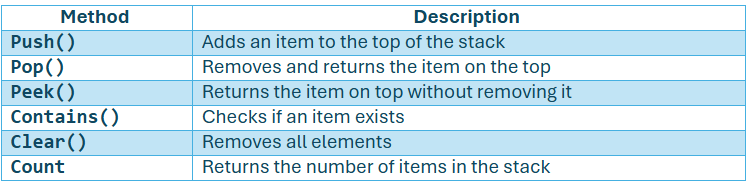 Method Description
Push() Adds an item to the top of the stack
Pop() Removes and returns the item on the top
Peek() Returns the item on top without removing it
Contains() Checks if an item exists
Clear() Removes all elements
Count Returns the number of items in the stack